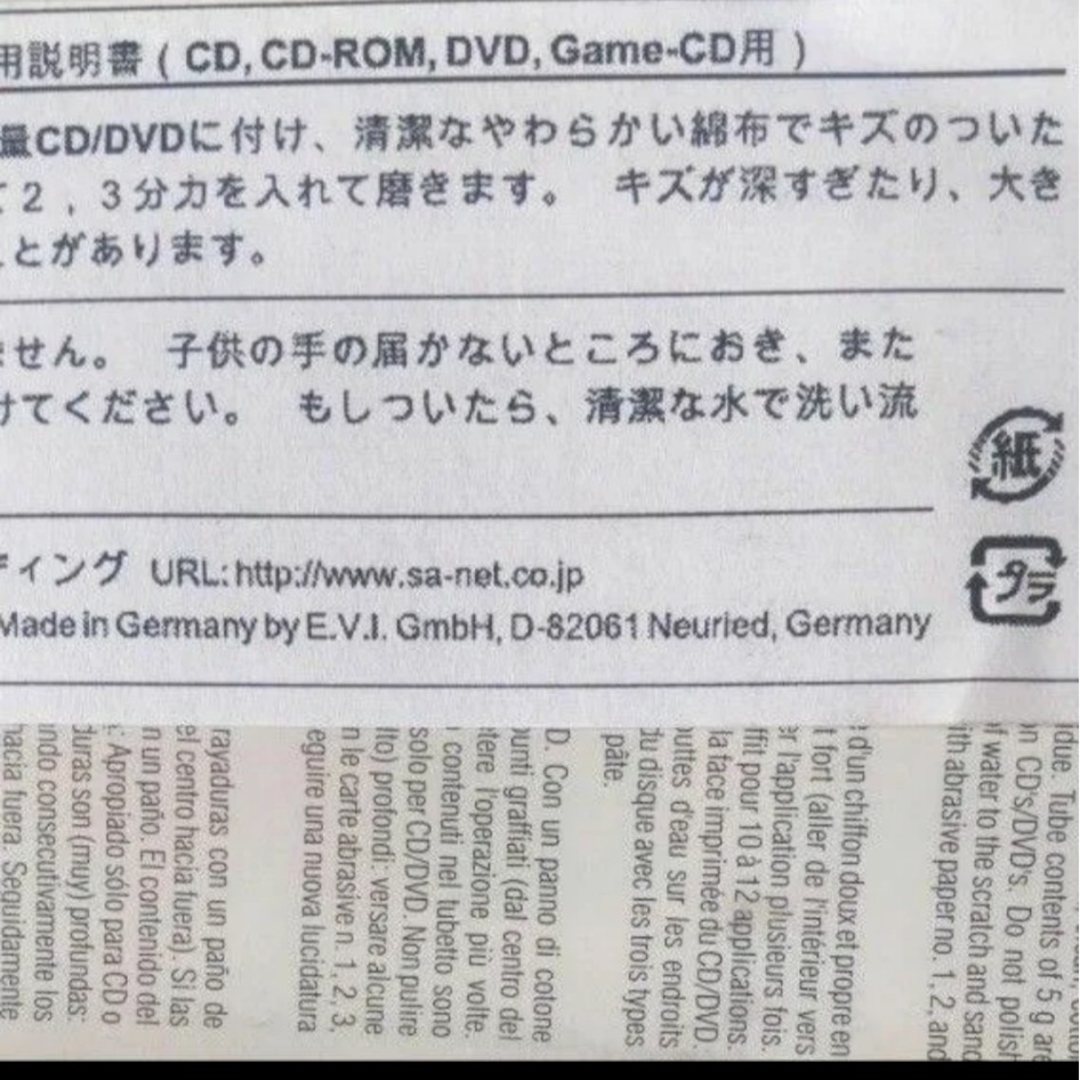 用説明書 ( CD, CD-ROM, DVD, Game-CD用 )
量CD/DVDに付け、清潔なやわらかい綿布でキズのついた
て2，3分力を入れて磨きます。 キズが深すぎたり、大き
ことがあります。
ません。 子供の手の届かないところにおき、また
けてください。 もしついたら、清潔な水で洗い流
紙
プラ
ディング URL:http://www.sa-net.co.jp
Made in Germany by E.V.I. GmbH, D-82061 Neuried, Germany
due. Tube contents of 5 g are
on CD's/DVD's. Do not polish
of water to the scratch and sand
ith abrasive paper no. 1, 2, and
d'un chiffon doux et propre en
t fort (aller de l'intérieur vers
er l'application plusieurs fois.
ffit pour 10 à 12 applications.
la face imprimée du CD/DVD.
outtes d'eau sur les endroits
du disque avec les trois types
pâte.
D. Con un panno di cotone
punti graffiati (dal centro del
etere l'operazione più volte.
contenuti nel tubetto sono
solo per CD/DVD. Non pulire
lto) profondi: versare alcune
n le carte abrasive n. 1, 2, 3,
eguire una nuova lucidatura
rayaduras con un paño de
el centro hacia fuera). Si las
n un paño. El contenido del
: Apropiado sólo para CD o
duras son (muy) profundas:
ndo consecutivamente los
hacia fuera. Seguidamente